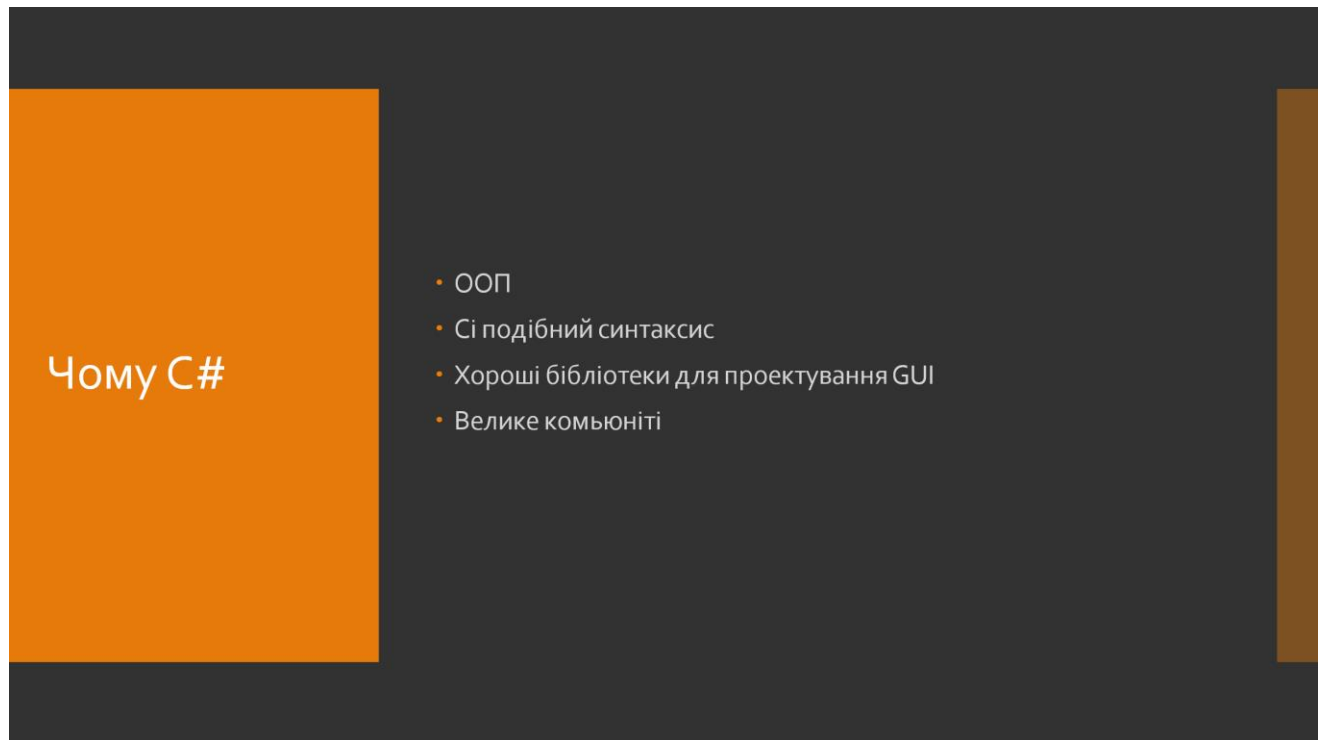 Чому C#
ООП
Сі подібний синтаксис
Хороші бібліотеки для проектування GUI
Велике комьюніті